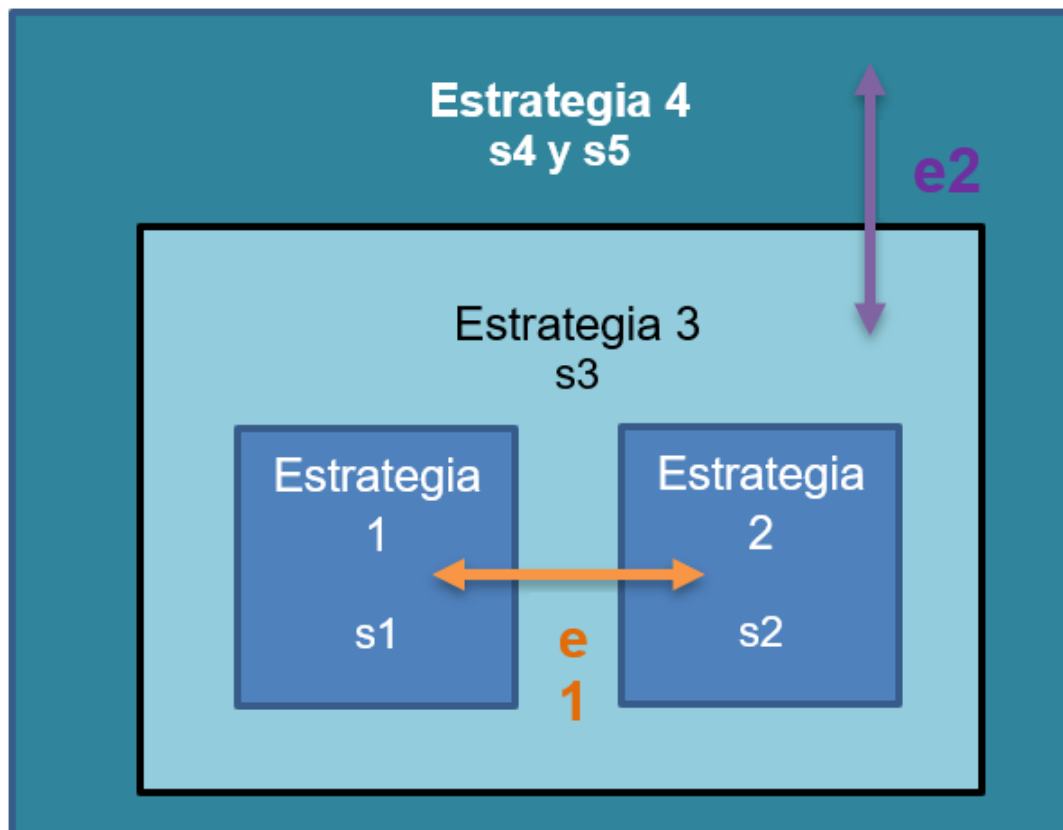 Estrategia 4
s4 y s5
e2
Estrategia 3
s3
Estrategia
1
s1
Estrategia
2
s2
e
1